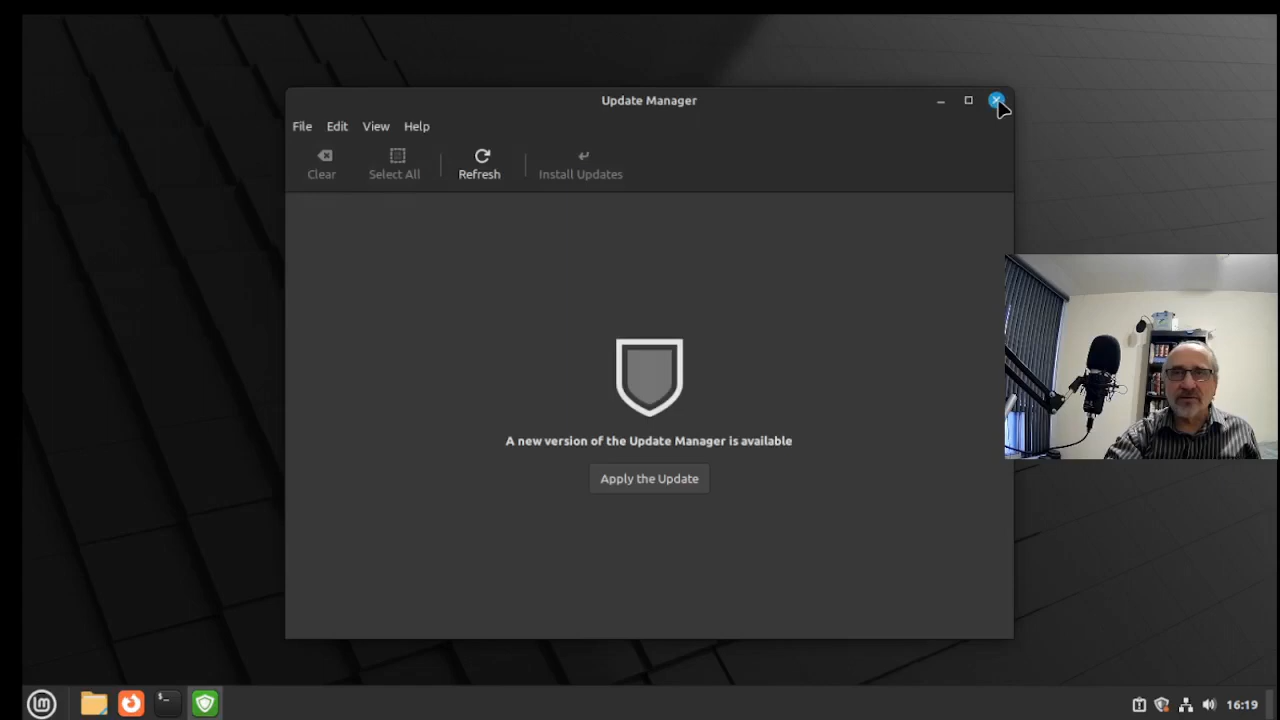 Update Manager
File Edit View Help
Clear Select All Refresh Install Updates
A new version of the Update Manager is available
Apply the Update
16:19